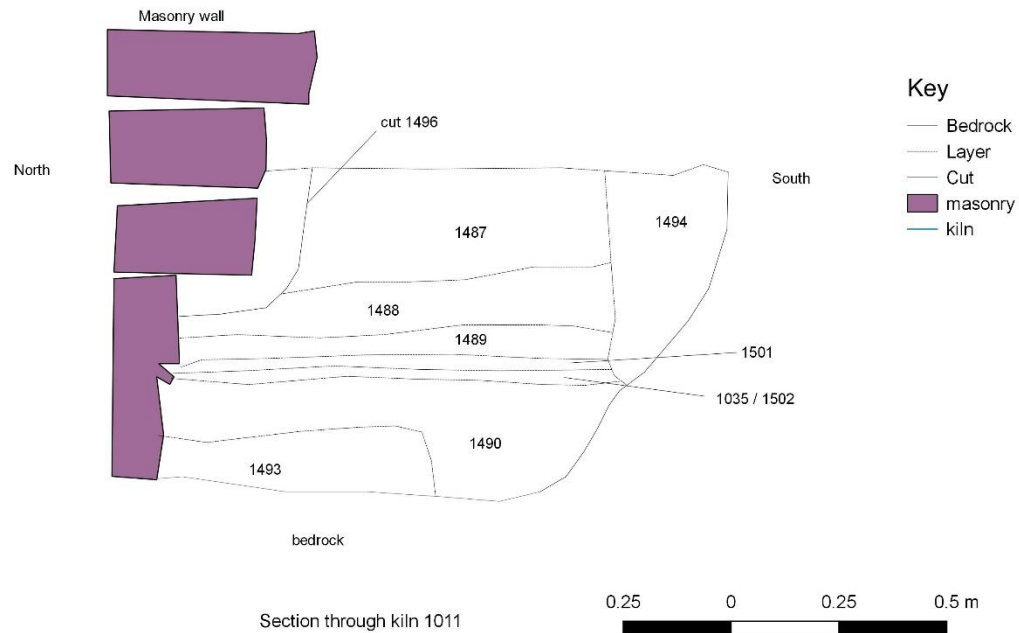 Masonry wall
cut 1496
North
South
1487
1494
1488
1489
1501
1035 / 1502
1490
1493
bedrock
Section through kiln 1011
Key
Bedrock
Layer
Cut
masonry
kiln
0.25 0 0.25 0.5 m